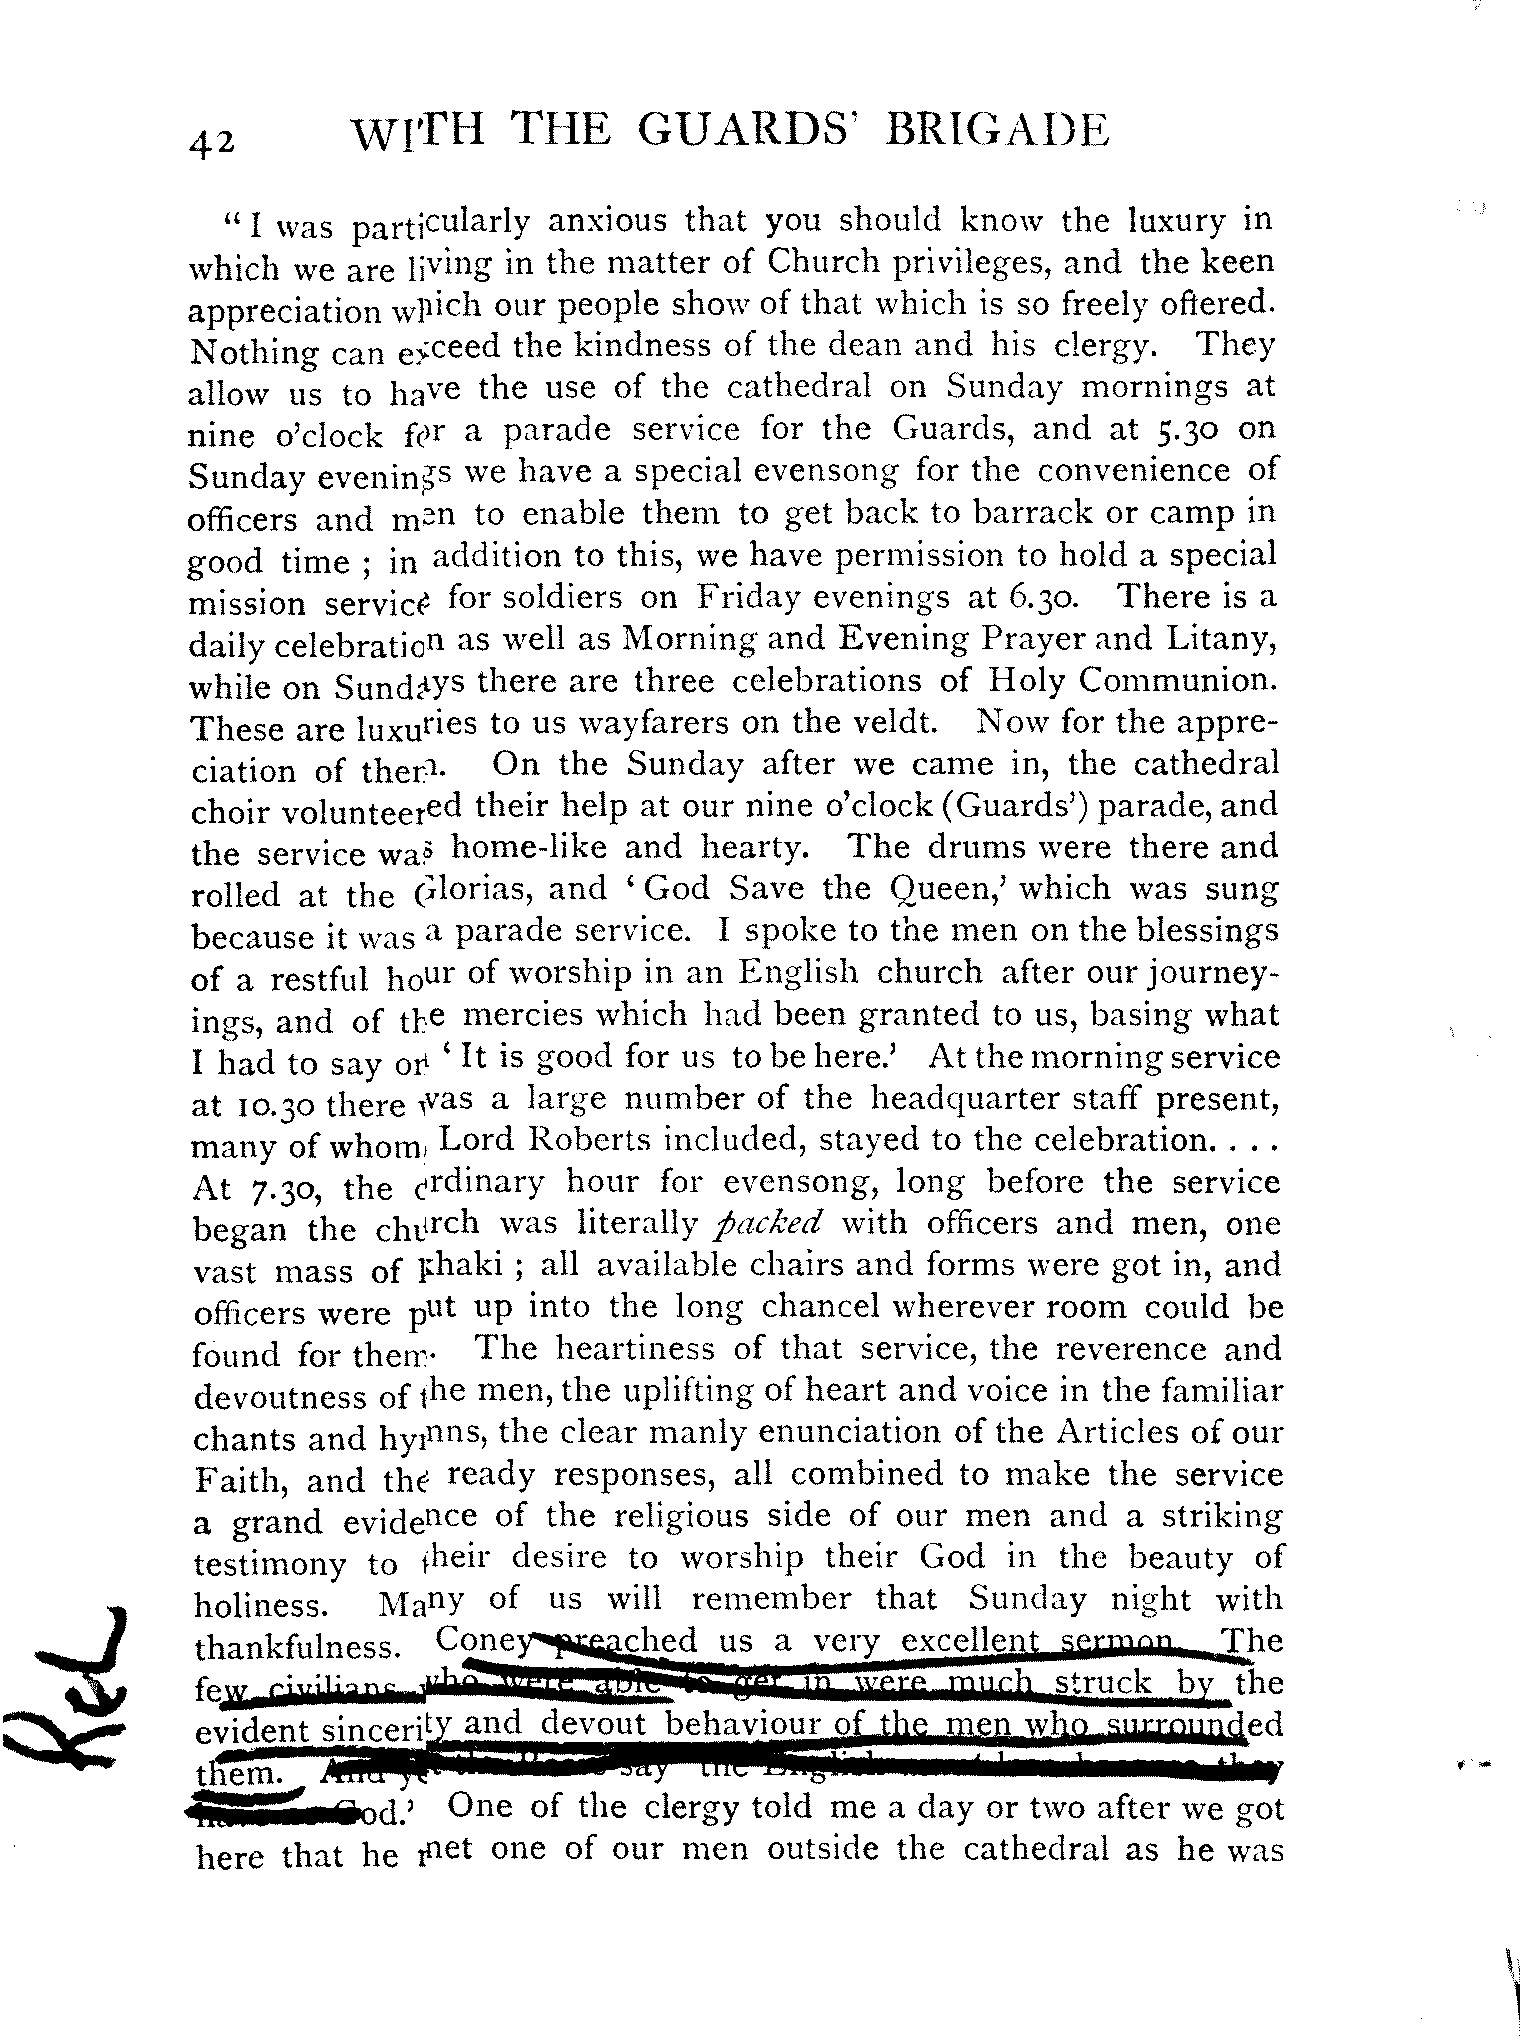 42 WITH THE GUARDS' BRIGADE
“ I was particularly anxious that you should know the luxury in
which we are living in the matter of Church privileges, and the keen
appreciation which our people show of that which is so freely offered.
Nothing can exceed the kindness of the dean and his clergy. They
allow us to have the use of the cathedral on Sunday mornings at
nine o’clock for a parade service for the Guards, and at 5.30 on
Sunday evenings we have a special evensong for the convenience of
officers and men to enable them to get back to barrack or camp in
good time ; in addition to this, we have permission to hold a special
mission service for soldiers on Friday evenings at 6.30. There is a
daily celebration as well as Morning and Evening Prayer and Litany,
while on Sundays there are three celebrations of Holy Communion.
These are luxuries to us wayfarers on the veldt. Now for the appre-
ciation of them. On the Sunday after we came in, the cathedral
choir volunteered their help at our nine o’clock (Guards’) parade, and
the service was home-like and hearty. The drums were there and
rolled at the Glorias, and ‘ God Save the Queen,’ which was sung
because it was a parade service. I spoke to the men on the blessings
of a restful hour of worship in an English church after our journey-
ings, and of the mercies which had been granted to us, basing what
I had to say on ‘ It is good for us to be here.’ At the morning service
at 10.30 there was a large number of the headquarter staff present,
many of whom, Lord Roberts included, stayed to the celebration. . . .
At 7.30, the ordinary hour for evensong, long before the service
began the church was literally packed with officers and men, one
vast mass of khaki ; all available chairs and forms were got in, and
officers were put up into the long chancel wherever room could be
found for them. The heartiness of that service, the reverence and
devoutness of the men, the uplifting of heart and voice in the familiar
chants and hymns, the clear manly enunciation of the Articles of our
Faith, and the ready responses, all combined to make the service
a grand evidence of the religious side of our men and a striking
testimony to their desire to worship their God in the beauty of
holiness. Many of us will remember that Sunday night with
thankfulness. Coney preached us a very excellent sermon. The
few civilians who were able to get in were much struck by the
evident sincerity and devout behaviour of the men who surrounded
them. And yet say the English they
God.’ One of the clergy told me a day or two after we got
here that he met one of our men outside the cathedral as he was
Rel